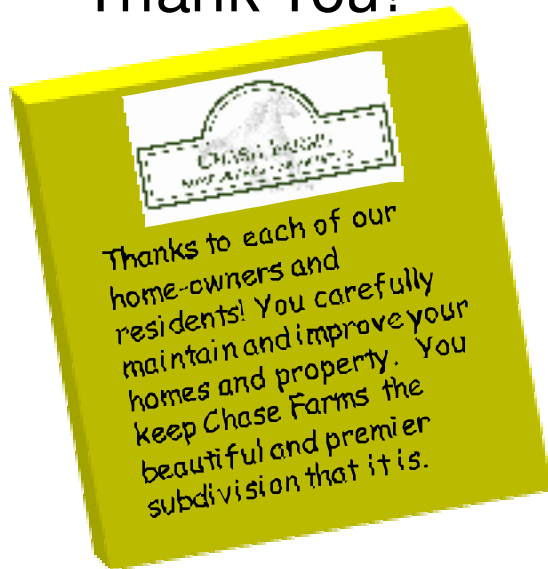 Thank You!
Thanks to each of our
home-owners and
residents! You carefully
maintain and improve your
homes and property. You
keep Chase Farms the
beautiful and premier
subdivision that it is.